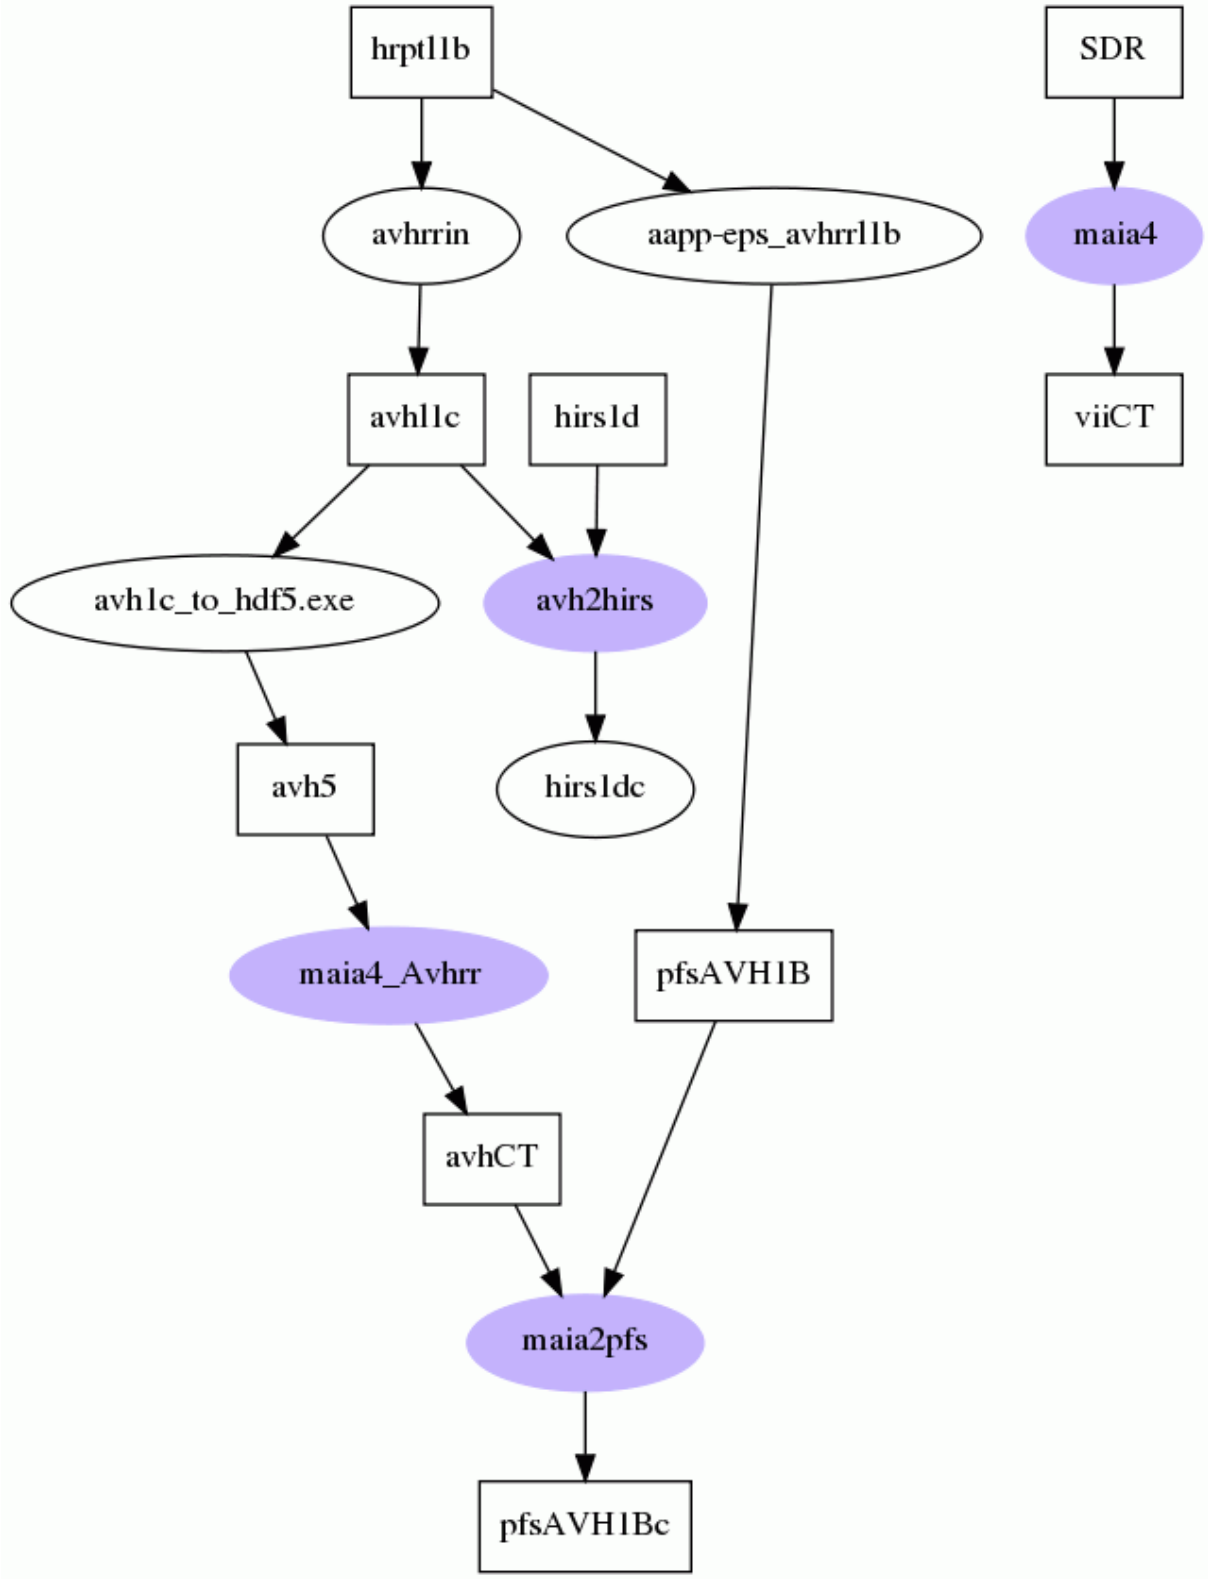 hrptl1b
SDR
avhrrin
aapp-eps_avhrrl1b
maia4
avhl1c
hirs1d
viiCT
avh1c_to_hdf5.exe
avh2hirs
avh5
hirs1dc
maia4_Avhrr
pfsAVH1B
avhCT
maia2pfs
pfsAVH1Bc